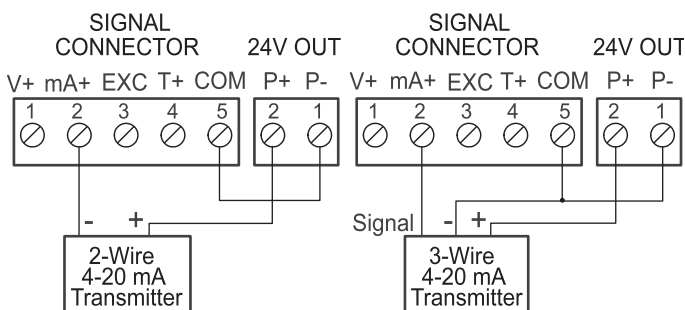 SIGNAL
CONNECTOR 24V OUT
V+ mA+ EXC T+ COM P+ P-
1 2 3 4 5 2 1
- +
2-Wire
4-20 mA
Transmitter
SIGNAL
CONNECTOR 24V OUT
V+ mA+ EXC T+ COM P+ P-
1 2 3 4 5 2 1
Signal - +
3-Wire
4-20 mA
Transmitter